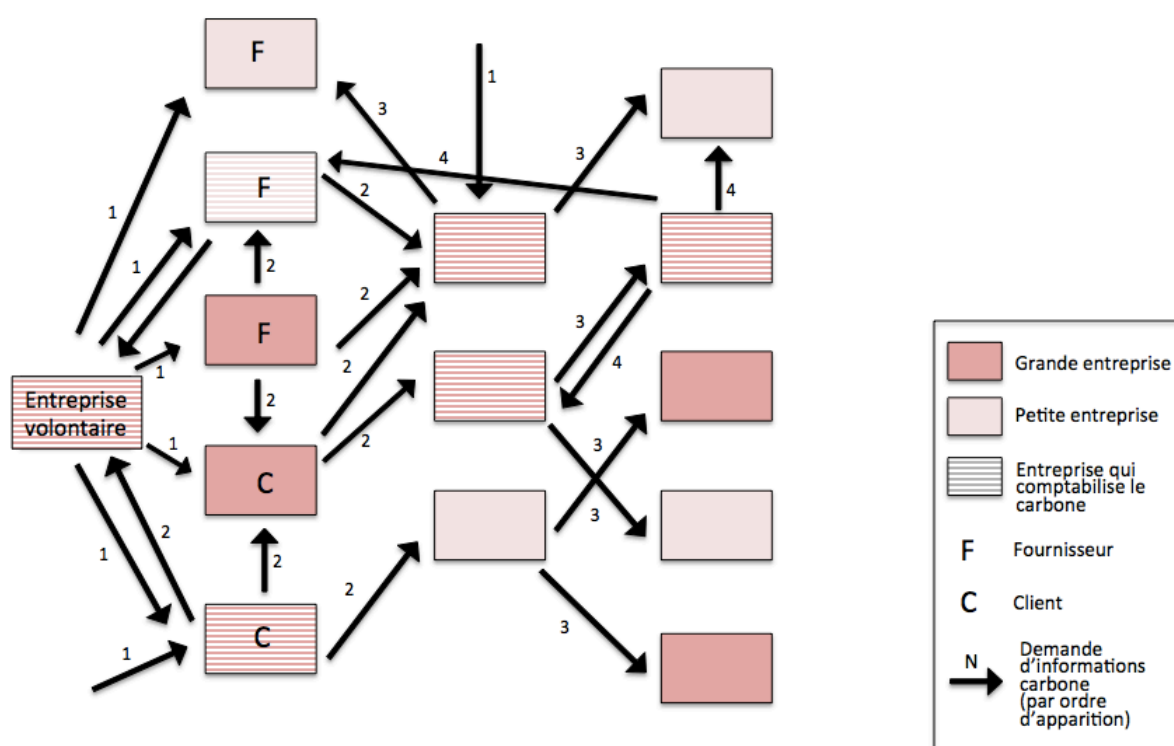 F
1
3
3
F
4
2
4
1
1
2
F
2
3
1
2
4
Entreprise
volontaire
2
1
C
2
3
2
1
2
3
2
C
3
1
Grande entreprise
Petite entreprise
Entreprise qui
comptabilise le
carbone
F Fournisseur
C Client
N Demande
d'informations
carbone
(par ordre
d'apparition)